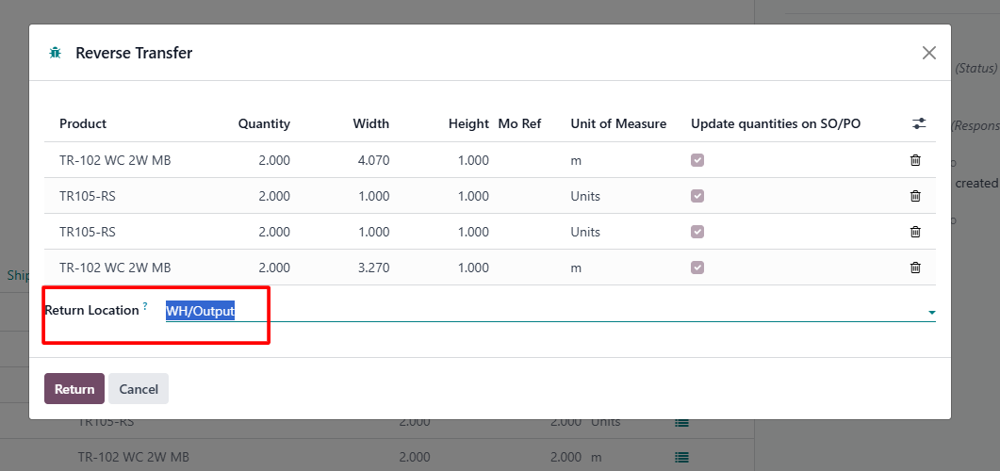 Reverse Transfer
(Status)
Product Quantity Width Height Mo Ref Unit of Measure Update quantities on SO/PO
(Respons
TR-102 WC 2W MB 2.000 4.070 1.000 m
created
TR105-RS 2.000 1.000 1.000 Units
TR105-RS 2.000 1.000 1.000 Units
TR-102 WC 2W MB 2.000 3.270 1.000 m
Ship
Return Location ? WH/Output
Return Cancel
TR105-RS 2.000 2.000 Units
TR-102 WC 2W MB 2.000 2.000 m